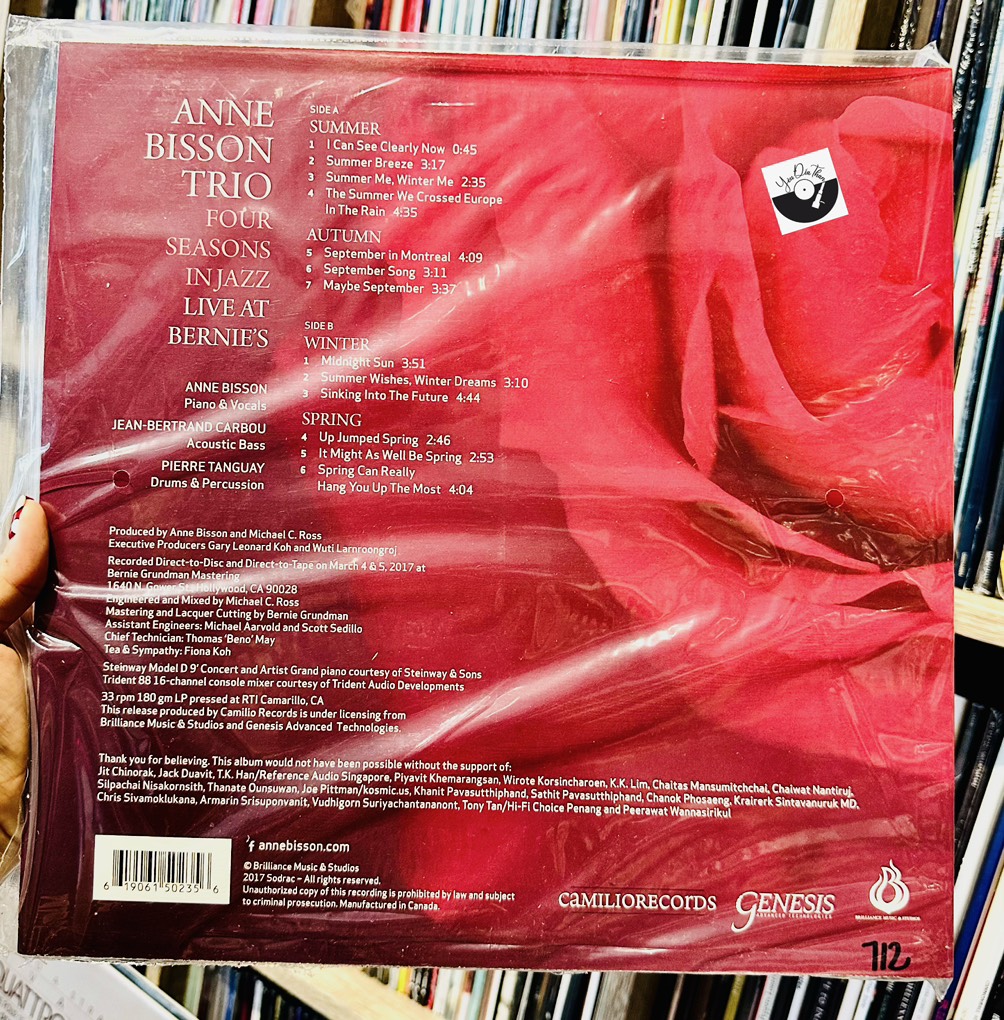 ANNE
BISSON
TRIO
FOUR
SEASONS
IN JAZZ
LIVE AT
BERNIE'S
ANNE BISSON
Piano & Vocals
JEAN-BERTRAND CARBOU
Acoustic Bass
PIERRE TANGUAY
Drums & Percussion
SIDE A
SUMMER
1 I Can See Clearly Now 0:45
2 Summer Breeze 3:17
3 Summer Me, Winter Me 2:35
4 The Summer We Crossed Europe
In The Rain 4:35
AUTUMN
5 September in Montreal 4:09
6 September Song 3:11
7 Maybe September 3:37
SIDE B
WINTER
1 Midnight Sun 3:51
2 Summer Wishes, Winter Dreams 3:10
3 Sinking Into The Future 4:44
SPRING
4 Up Jumped Spring 2:46
5 It Might As Well Be Spring 2:53
6 Spring Can Really
Hang You Up The Most 4:04
Produced by Anne Bisson and Michael C. Ross
Executive Producers Gary Leonard Koh and Wuti Larnroongroj
Recorded Direct-to-Disc and Direct-to-Tape on March 4 & 5, 2017 at
Bernie Grundman Mastering
1640 N. Gower St. Hollywood, CA 90028
Engineered and Mixed by Michael C. Ross
Mastering and Lacquer Cutting by Bernie Grundman
Assistant Engineers: Michael Aarvold and Scott Sedillo
Chief Technician: Thomas 'Beno' May
Tea & Sympathy: Fiona Koh
Steinway Model D 9' Concert and Artist Grand piano courtesy of Steinway & Sons
Trident 88 16-channel console mixer courtesy of Trident Audio Developments
33 rpm 180 gm LP pressed at RTI Camarillo, CA
This release produced by Camilio Records is under licensing from
Brilliance Music & Studios and Genesis Advanced Technologies.
Thank you for believing. This album would not have been possible without the support of:
Jit Chinorak, Jack Duavit, T.K. Han/Reference Audio Singapore, Piyavit Khemarangsan, Wirote Korsincharoen, K.K. Lim, Chaitas Mansumitchchai, Chaiwat Nantiruj,
Silpachai Nisakornsith, Thanate Ounsuwan, Joe Pittman/kosmic.us, Khanit Pavasutthiphand, Sathit Pavasutthiphand, Chanok Phosaeng, Krairerk Sintavanuruk MD,
Chris Sivamoklukana, Armarin Srisuponvanit, Vudhigorn Suriyachantananont, Tony Tan/Hi-Fi Choice Penang and Peerawat Wannasirikul
f annebisson.com
© Brilliance Music & Studios
2017 Sodrac – All rights reserved.
Unauthorized copy of this recording is prohibited by law and subject
to criminal prosecution. Manufactured in Canada.
6 19061 50235 6
CAMILIORECORDS
GENESIS
ADVANCED TECHNOLOGIES
BRILLIANCE MUSIC & STUDIOS
712
Yêu Dĩa Than
UATTRO